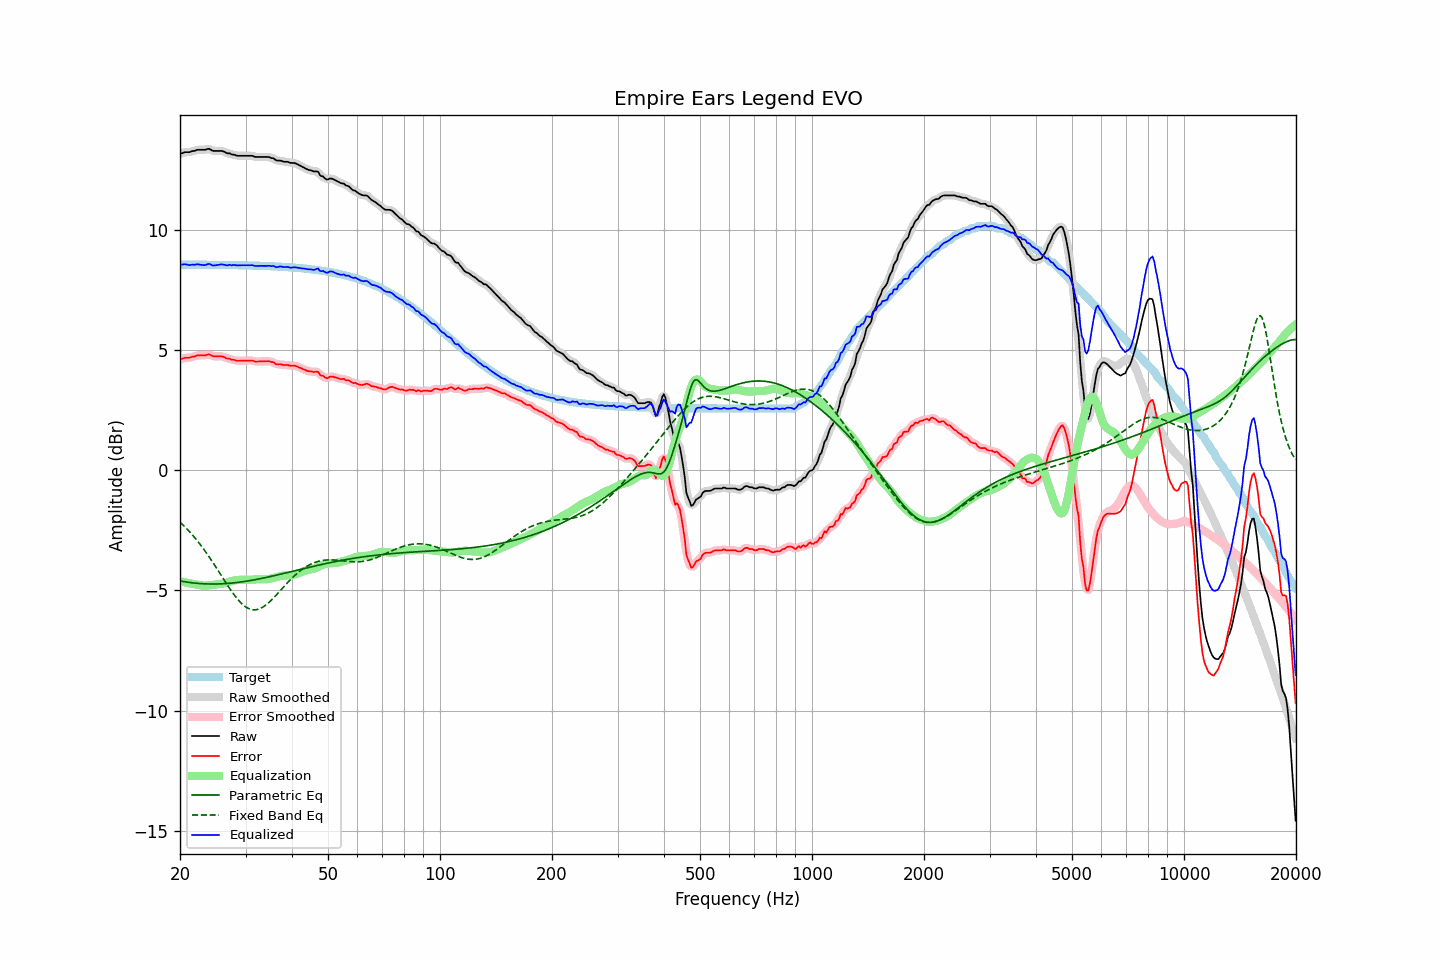 Empire Ears Legend EVO
Amplitude (dBr)
10
5
0
−5
−10
−15
Target
Raw Smoothed
Error Smoothed
Raw
Error
Equalization
Parametric Eq
Fixed Band Eq
Equalized
20 50 100 200 500 1000 2000 5000 10000 20000
Frequency (Hz)